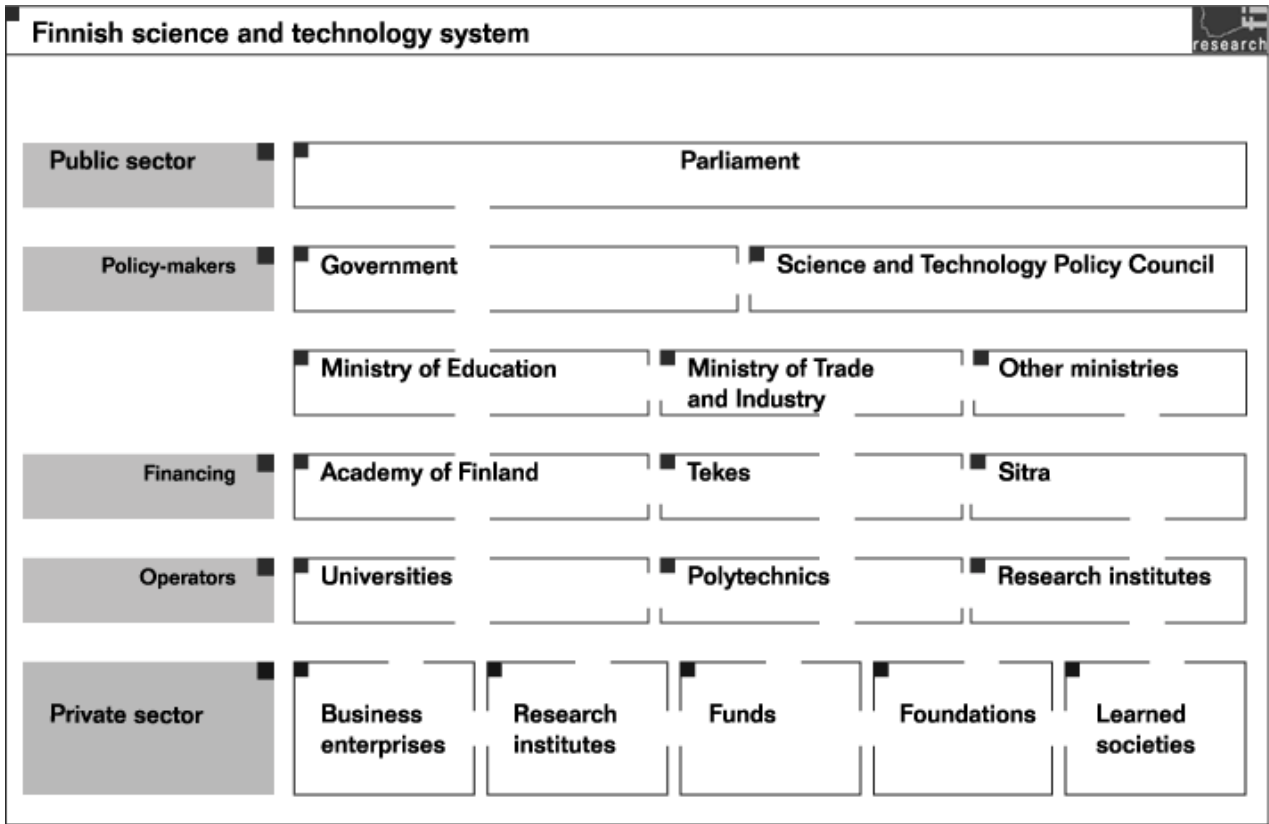 Finnish science and technology system
research
Public sector
Parliament
Policy-makers
Government
Science and Technology Policy Council
Ministry of Education
Ministry of Trade
and Industry
Other ministries
Financing
Academy of Finland
Tekes
Sitra
Operators
Universities
Polytechnics
Research institutes
Private sector
Business
enterprises
Research
institutes
Funds
Foundations
Learned
societies